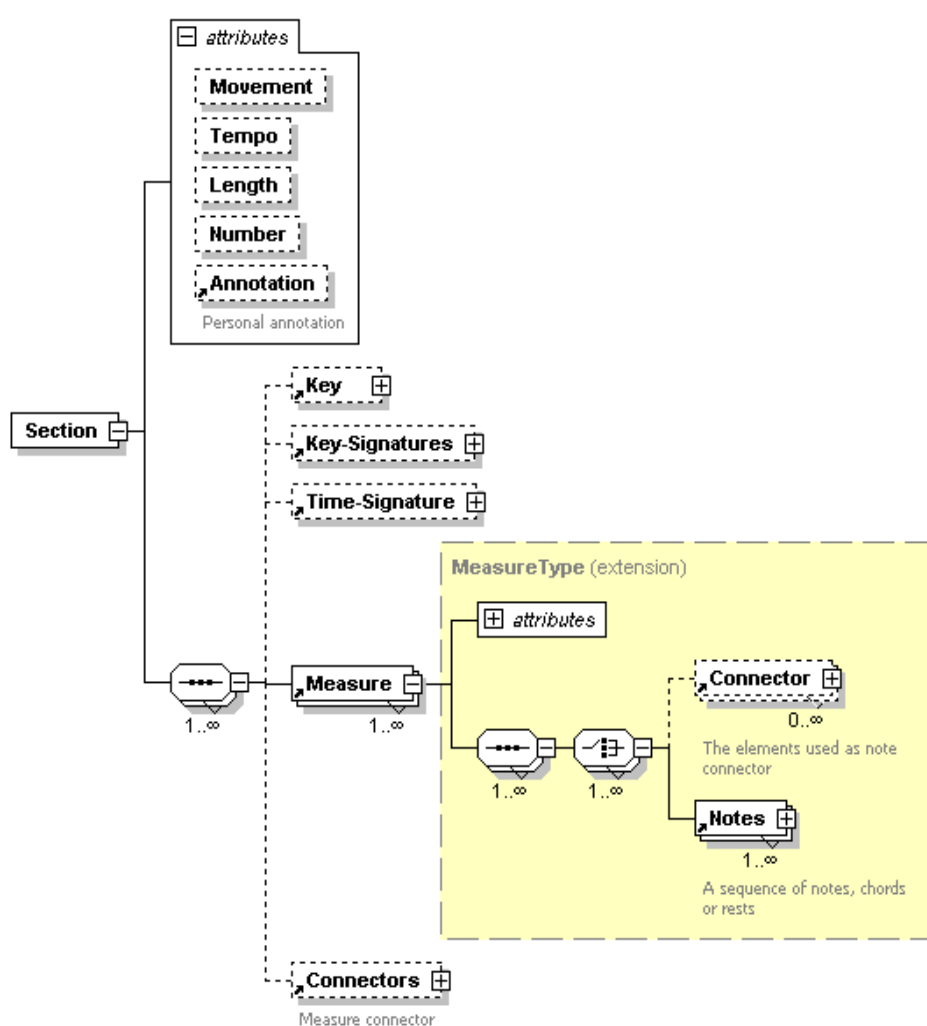 attributes
Movement
Tempo
Length
Number
Annotation
Personal annotation
Key
Section
Key-Signatures
Time-Signature
MeasureType (extension)
attributes
Measure
1..∞
1..∞
Connector
0..∞
The elements used as note
connector
1..∞
1..∞
Notes
1..∞
A sequence of notes, chords
or rests
Connectors
Measure connector